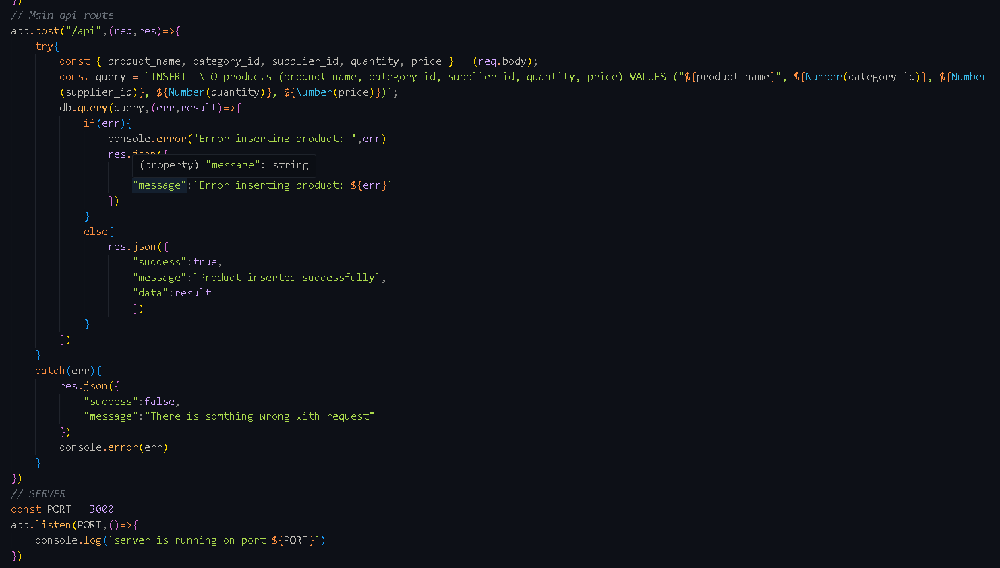 })
// Main api route
app.post("/api",(req,res)=>{
try{
const { product_name, category_id, supplier_id, quantity, price } = (req.body);
const query = `INSERT INTO products (product_name, category_id, supplier_id, quantity, price) VALUES ("${product_name}", ${Number(category_id)}, ${Number
(supplier_id)}, ${Number(quantity)}, ${Number(price)})`;
db.query(query,(err,result)=>{
if(err){
console.error('Error inserting product: ',err)
res.json({
(property) "message": string
"message":`Error inserting product: ${err}`
})
}
else{
res.json({
"success":true,
"message":`Product inserted successfully`,
"data":result
})
}
})
}
catch(err){
res.json({
"success":false,
"message":"There is somthing wrong with request"
})
console.error(err)
}
})
// SERVER
const PORT = 3000
app.listen(PORT,()=>{
console.log(`server is running on port ${PORT}`)
})